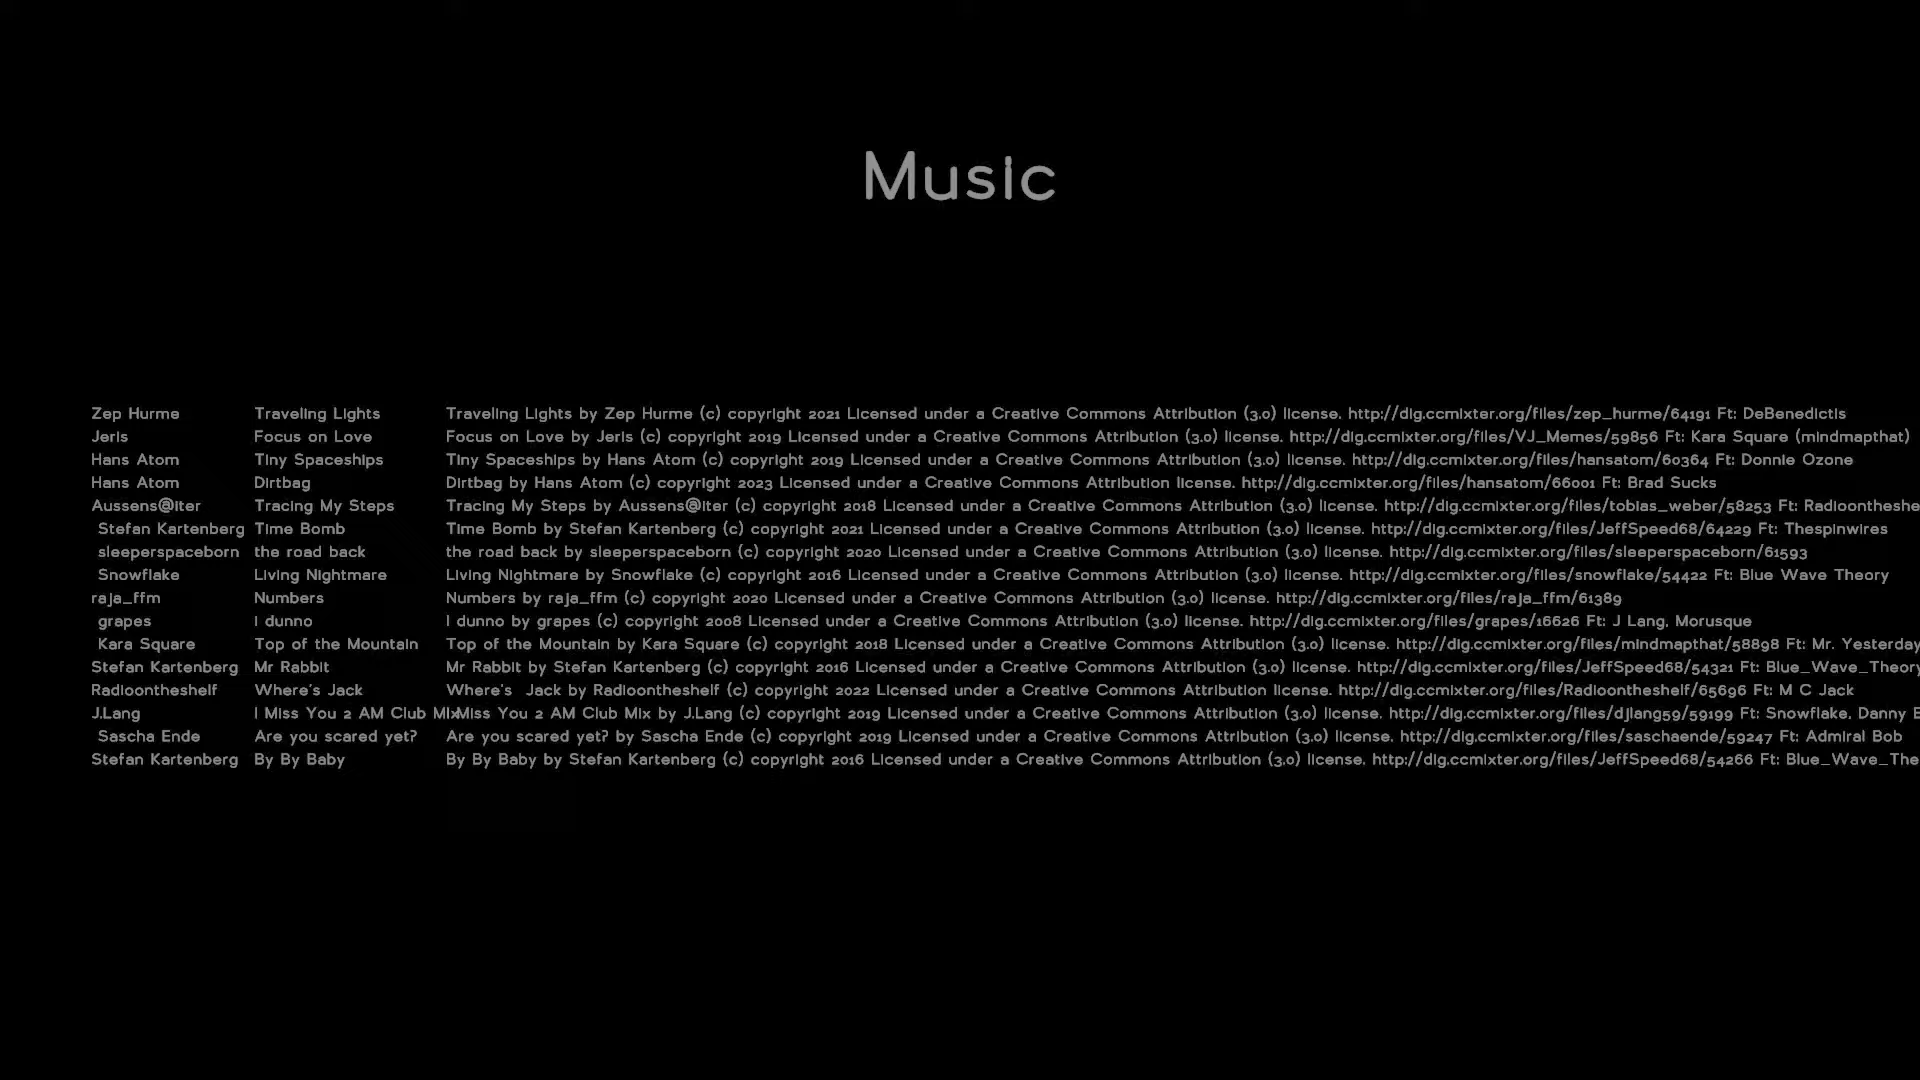 Music
Zep Hurme Traveling Lights Traveling Lights by Zep Hurme (c) copyright 2021 Licensed under a Creative Commons Attribution (3.0) license. http://dig.ccmixter.org/files/zep_hurme/64191 Ft: DeBenedictis
Jeris Focus on Love Focus on Love by Jeris (c) copyright 2019 Licensed under a Creative Commons Attribution (3.0) license. http://dig.ccmixter.org/files/VJ_Memes/59856 Ft: Kara Square (mindmapthat)
Hans Atom Tiny Spaceships Tiny Spaceships by Hans Atom (c) copyright 2019 Licensed under a Creative Commons Attribution (3.0) license. http://dig.ccmixter.org/files/hansatom/60364 Ft: Donnie Ozone
Hans Atom Dirtbag Dirtbag by Hans Atom (c) copyright 2023 Licensed under a Creative Commons Attribution license. http://dig.ccmixter.org/files/hansatom/66001 Ft: Brad Sucks
Aussens@iter Tracing My Steps Tracing My Steps by Aussens@iter (c) copyright 2018 Licensed under a Creative Commons Attribution (3.0) license. http://dig.ccmixter.org/files/tobias_weber/58253 Ft: Radioontheshe
Stefan Kartenberg Time Bomb Time Bomb by Stefan Kartenberg (c) copyright 2021 Licensed under a Creative Commons Attribution (3.0) license. http://dig.ccmixter.org/files/JeffSpeed68/64229 Ft: Thespinwires
sleeperspaceborn the road back the road back by sleeperspaceborn (c) copyright 2020 Licensed under a Creative Commons Attribution (3.0) license. http://dig.ccmixter.org/files/sleeperspaceborn/61593
Snowflake Living Nightmare Living Nightmare by Snowflake (c) copyright 2016 Licensed under a Creative Commons Attribution (3.0) license. http://dig.ccmixter.org/files/snowflake/54422 Ft: Blue Wave Theory
raja_ffm Numbers Numbers by raja_ffm (c) copyright 2020 Licensed under a Creative Commons Attribution (3.0) license. http://dig.ccmixter.org/files/raja_ffm/61389
grapes I dunno I dunno by grapes (c) copyright 2008 Licensed under a Creative Commons Attribution (3.0) license. http://dig.ccmixter.org/files/grapes/16626 Ft: J Lang, Morusque
Kara Square Top of the Mountain Top of the Mountain by Kara Square (c) copyright 2018 Licensed under a Creative Commons Attribution (3.0) license. http://dig.ccmixter.org/files/mindmapthat/58898 Ft: Mr. Yesterday
Stefan Kartenberg Mr Rabbit Mr Rabbit by Stefan Kartenberg (c) copyright 2016 Licensed under a Creative Commons Attribution (3.0) license. http://dig.ccmixter.org/files/JeffSpeed68/54321 Ft: Blue_Wave_Theory
Radioontheshelf Where's Jack Where's Jack by Radioontheshelf (c) copyright 2022 Licensed under a Creative Commons Attribution license. http://dig.ccmixter.org/files/Radioontheshelf/65696 Ft: M C Jack
J.Lang I Miss You 2 AM Club Mix Miss You 2 AM Club Mix by J.Lang (c) copyright 2019 Licensed under a Creative Commons Attribution (3.0) license. http://dig.ccmixter.org/files/djlang59/59199 Ft: Snowflake, Danny
Sascha Ende Are you scared yet? Are you scared yet? by Sascha Ende (c) copyright 2019 Licensed under a Creative Commons Attribution (3.0) license. http://dig.ccmixter.org/files/saschaende/59247 Ft: Admiral Bob
Stefan Kartenberg By By Baby By By Baby by Stefan Kartenberg (c) copyright 2016 Licensed under a Creative Commons Attribution (3.0) license. http://dig.ccmixter.org/files/JeffSpeed68/54266 Ft: Blue_Wave_The